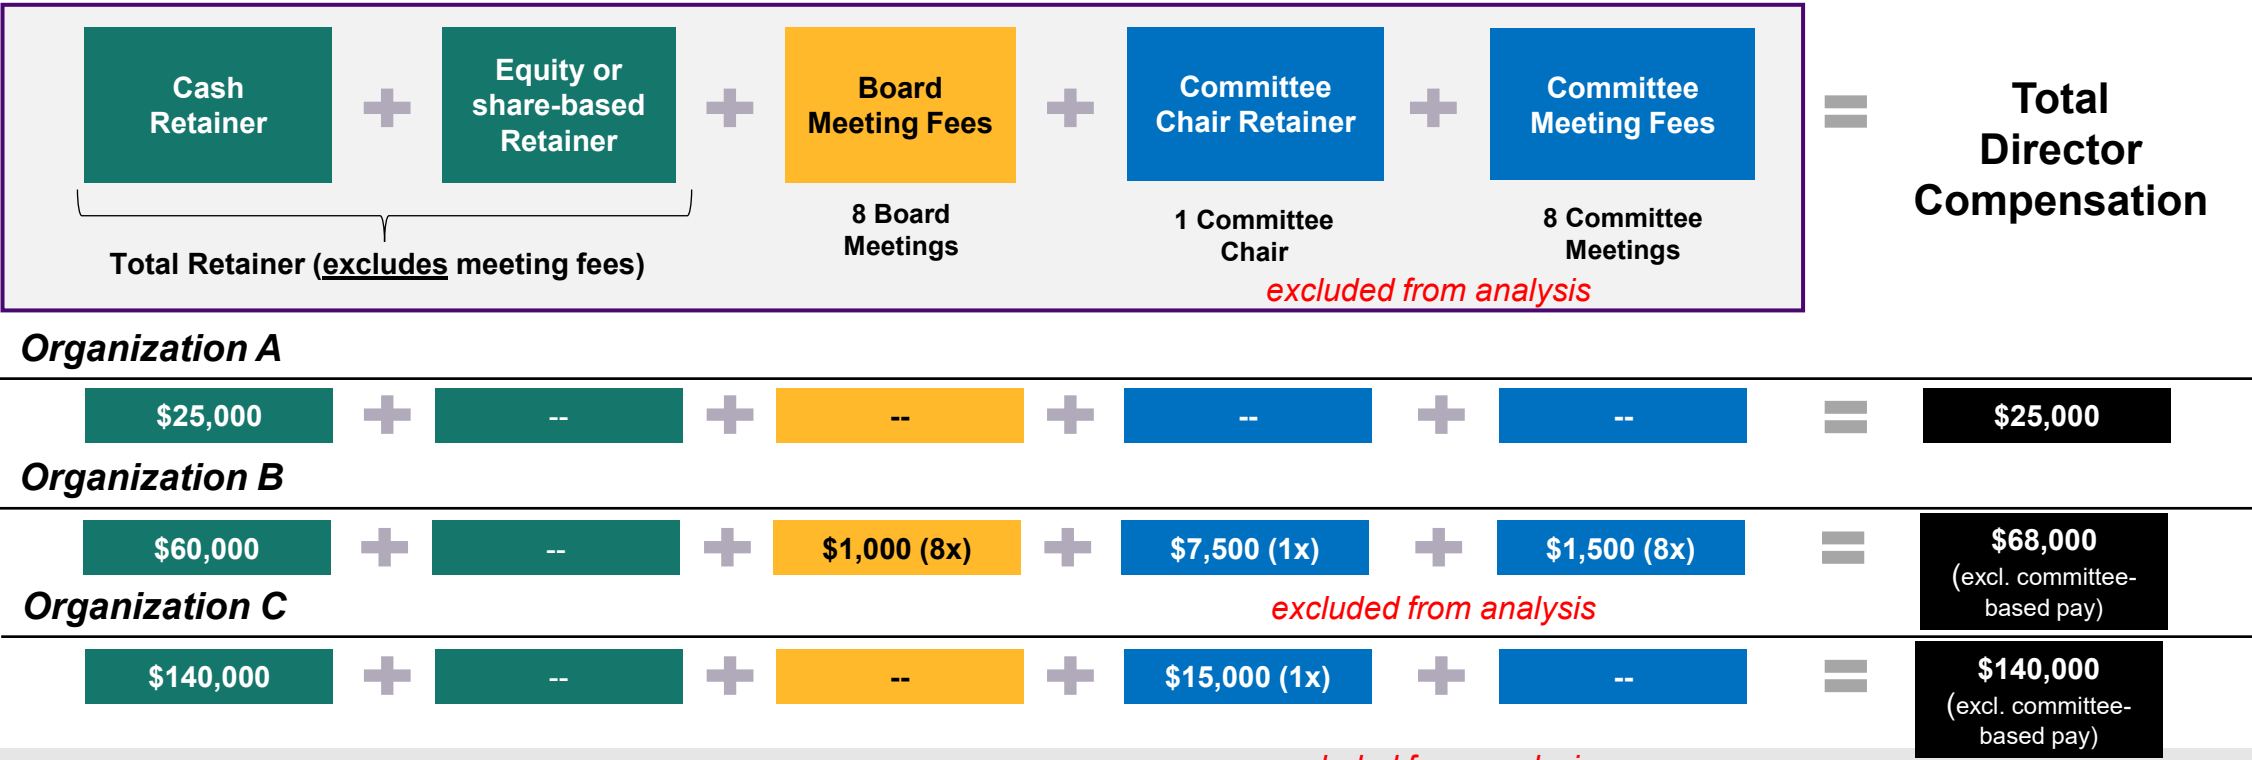 Cash
Retainer
Equity or
share-based
Retainer
Board
Meeting Fees
Committee
Chair Retainer
Committee
Meeting Fees
Total
Director
Compensation
8 Board
Meetings
1 Committee
Chair
8 Committee
Meetings
Total Retainer (excludes meeting fees)
excluded from analysis
Organization A
$25,000
--
--
--
--
$25,000
Organization B
$60,000
--
$1,000 (8x)
$7,500 (1x)
$1,500 (8x)
$68,000
(excl. committee-
based pay)
excluded from analysis
Organization C
$140,000
--
--
$15,000 (1x)
--
$140,000
(excl. committee-
based pay)